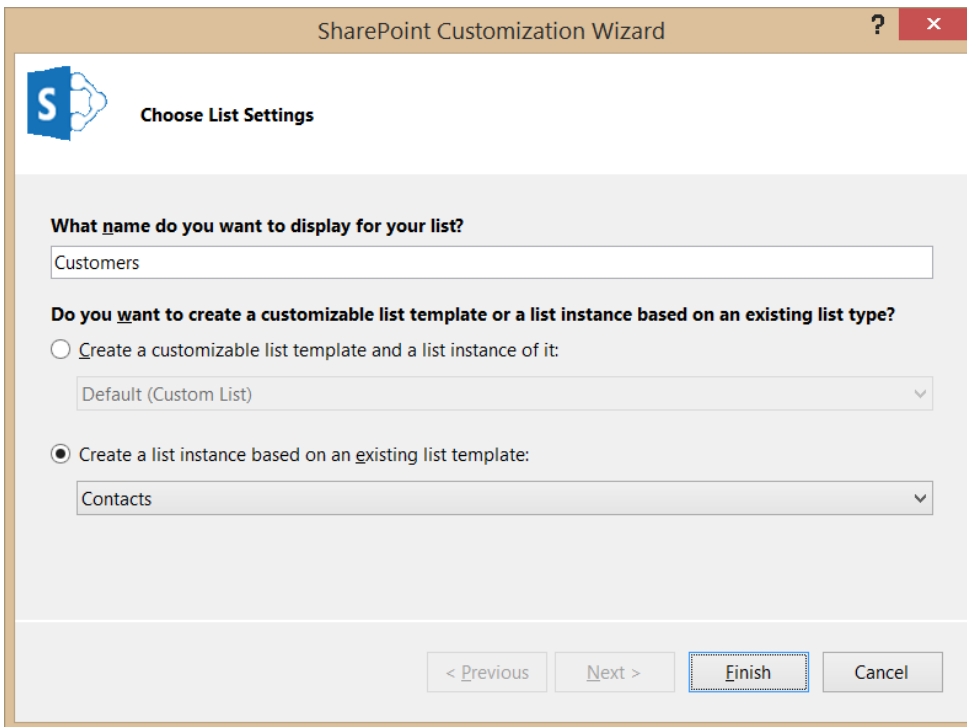 SharePoint Customization Wizard
?
×
S
Choose List Settings
What name do you want to display for your list?
Customers
Do you want to create a customizable list template or a list instance based on an existing list type?
Create a customizable list template and a list instance of it:
Default (Custom List)
Create a list instance based on an existing list template:
Contacts
< Previous Next > Finish Cancel